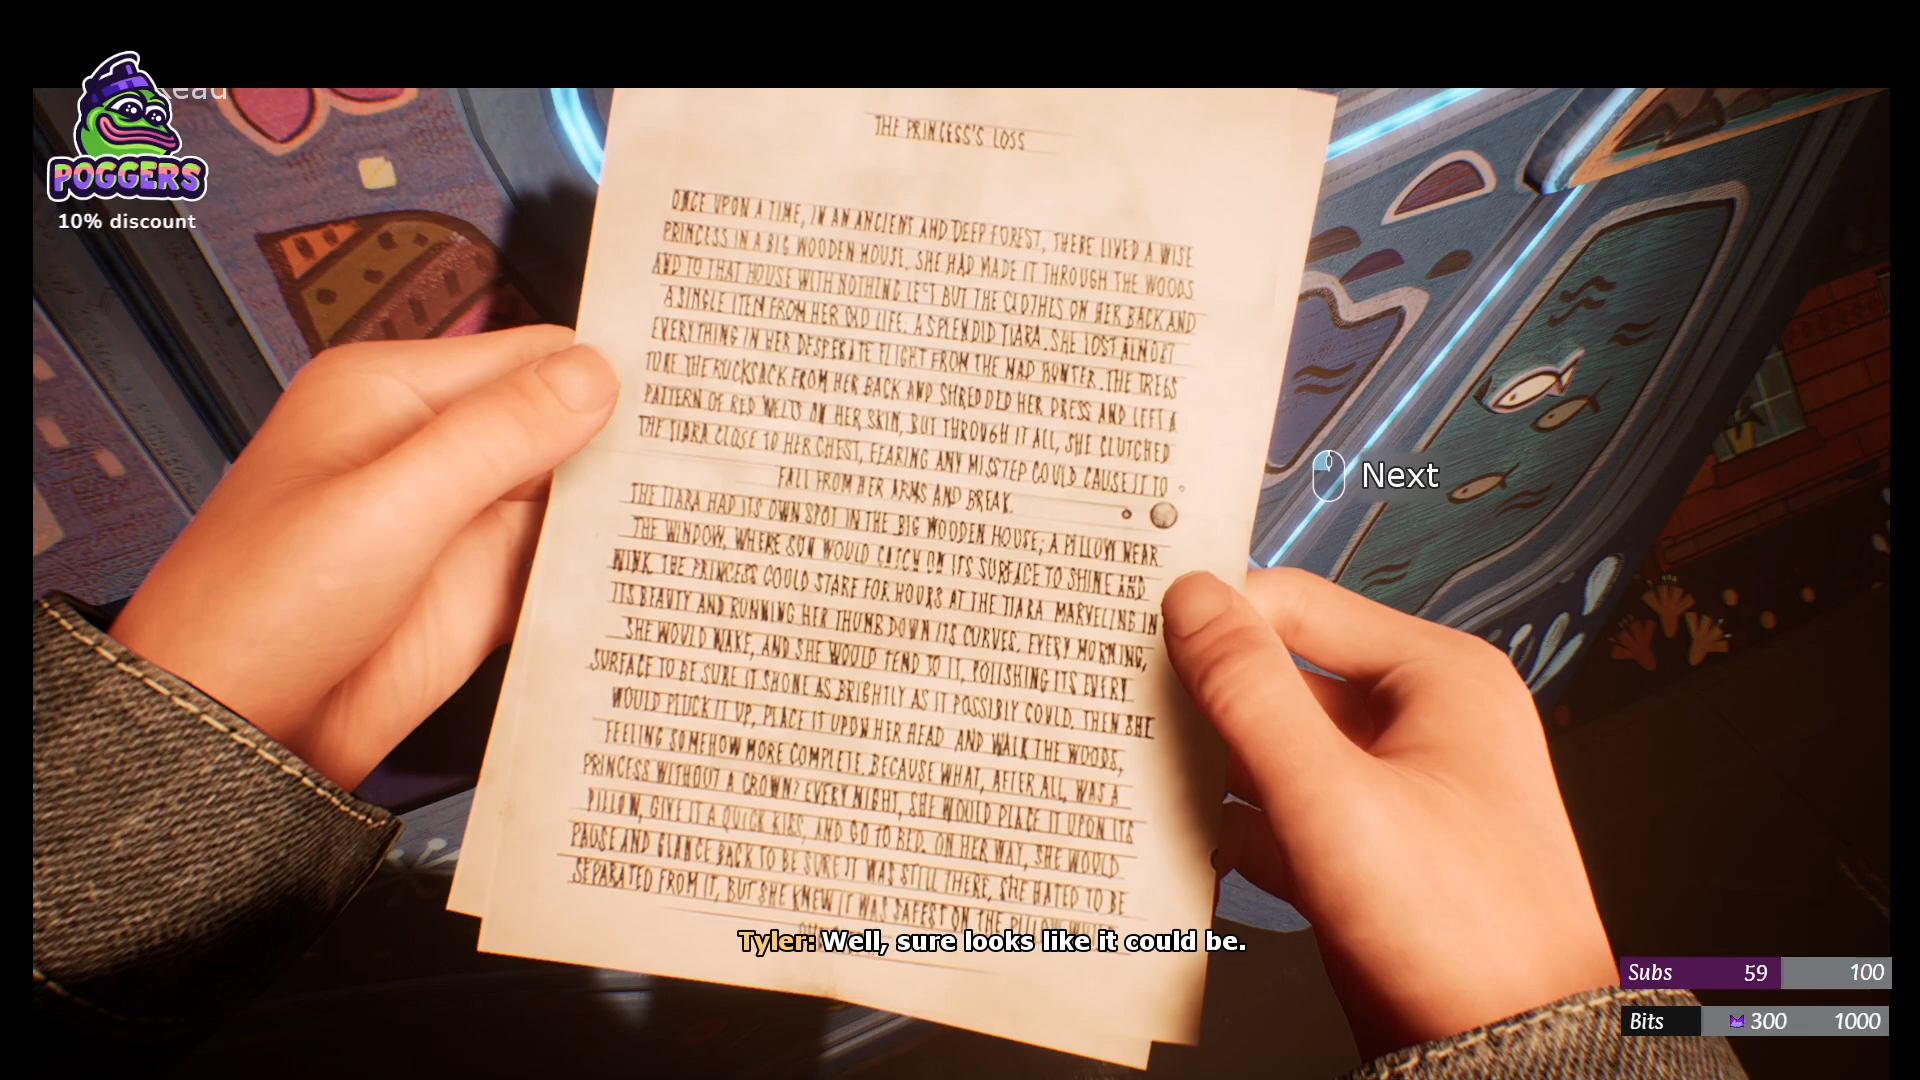 Read
POGGERS
10% discount
THE PRINCESS'S LOSS
ONCE UPON A TIME, IN AN ANCIENT AND DEEP FOREST, THERE LIVED A WISE
PRINCESS IN A BIG WOODEN HOUSE. SHE HAD MADE IT THROUGH THE WOODS
AND TO THAT HOUSE WITH NOTHING LEFT BUT THE CLOTHES ON HER BACK AND
A SINGLE ITEM FROM HER OLD LIFE: A SPLENDID TIARA. SHE LOST ALMOST
EVERYTHING IN HER DESPERATE FLIGHT FROM THE MAD HUNTER. THE TREES
TORE THE RUCKSACK FROM HER BACK AND SHREDDED HER DRESS AND LEFT A
PATTERN OF RED WELTS ON HER SKIN, BUT THROUGH IT ALL, SHE CLUTCHED
THE TIARA CLOSE TO HER CHEST, FEARING ANY MISSTEP COULD CAUSE IT TO
FALL FROM HER ARMS AND BREAK.
THE TIARA HAD ITS OWN SPOT IN THE BIG WOODEN HOUSE; A PILLOW NEAR
THE WINDOW, WHERE SUN WOULD CATCH ON ITS SURFACE TO SHINE AND
WINK. THE PRINCESS COULD STARE FOR HOURS AT THE TIARA MARVELING IN
ITS BEAUTY AND RUNNING HER THUMB DOWN ITS CURVES. EVERY MORNING,
SHE WOULD WAKE, AND SHE WOULD TEND TO IT, POLISHING ITS EVERY
SURFACE TO BE SURE IT SHONE AS BRIGHTLY AS IT POSSIBLY COULD. THEN SHE
WOULD PLUCK IT UP, PLACE IT UPON HER HEAD AND WALK THE WOODS,
FEELING SOMEHOW MORE COMPLETE. BECAUSE WHAT, AFTER ALL, WAS A
PRINCESS WITHOUT A CROWN? EVERY NIGHT, SHE WOULD PLACE IT UPON ITS
PILLOW, GIVE IT A QUICK KISS, AND GO TO BED. ON HER WAY, SHE WOULD
PAUSE AND GLANCE BACK TO BE SURE IT WAS STILL THERE, SHE HATED TO BE
SEPARATED FROM IT, BUT SHE KNEW IT WAS SAFEST ON THE PILLOW
Next
Tyler: Well, sure looks like it could be.
Subs 59 100
Bits 300 1000